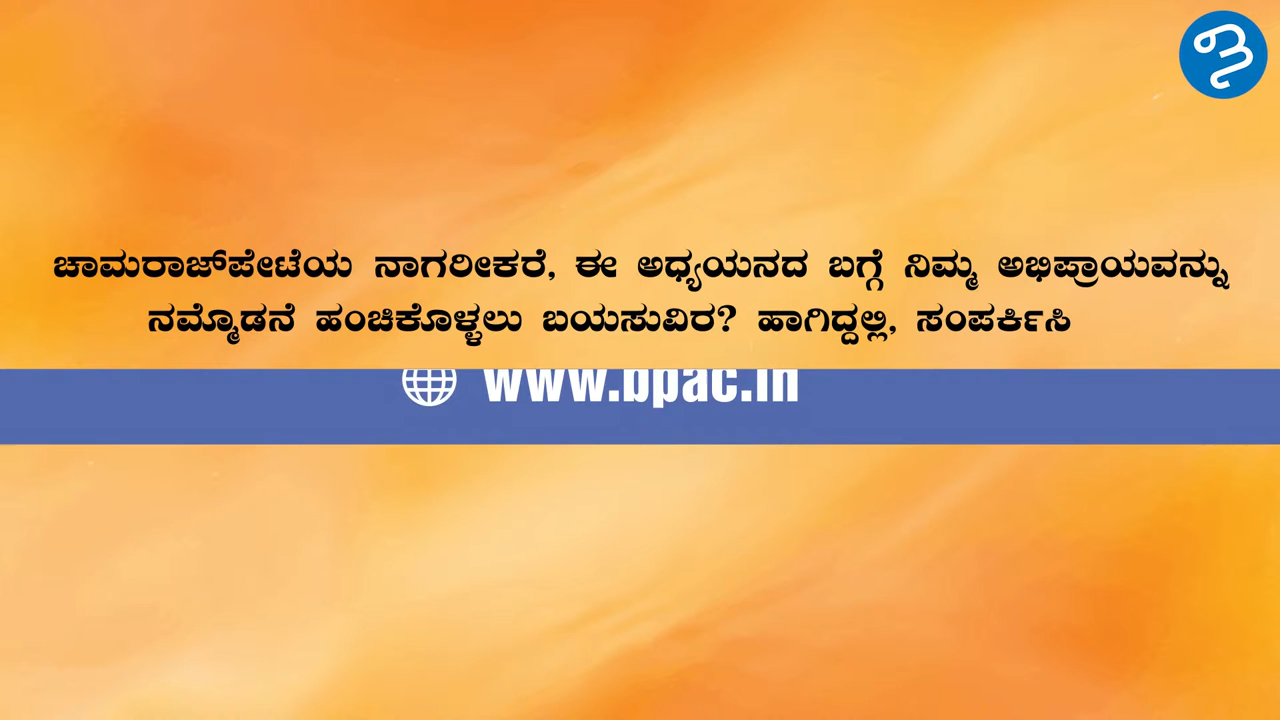 ಚಾಮರಾಜ್‌ಪೇಟೆಯ ನಾಗರೀಕರೆ, ಈ ಅಧ್ಯಯನದ ಬಗ್ಗೆ ನಿಮ್ಮ ಅಭಿಪ್ರಾಯವನ್ನು
ನಮ್ಮೊಡನೆ ಹಂಚಿಕೊಳ್ಳಲು ಬಯಸುವಿರ? ಹಾಗಿದ್ದಲ್ಲಿ, ಸಂಪರ್ಕಿಸಿ
www.bpac.in